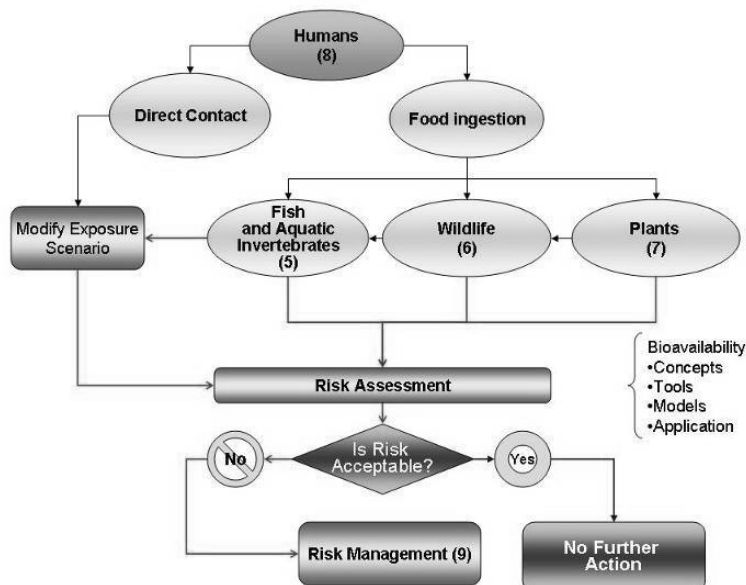 Humans
(8)
Direct Contact
Food ingestion
Modify Exposure
Scenario
Fish
and Aquatic
Invertebrates
(5)
Wildlife
(6)
Plants
(7)
Bioavailability
•Concepts
•Tools
•Models
•Application
Risk Assessment
Is Risk
Acceptable?
No
Yes
Risk Management (9)
No Further
Action